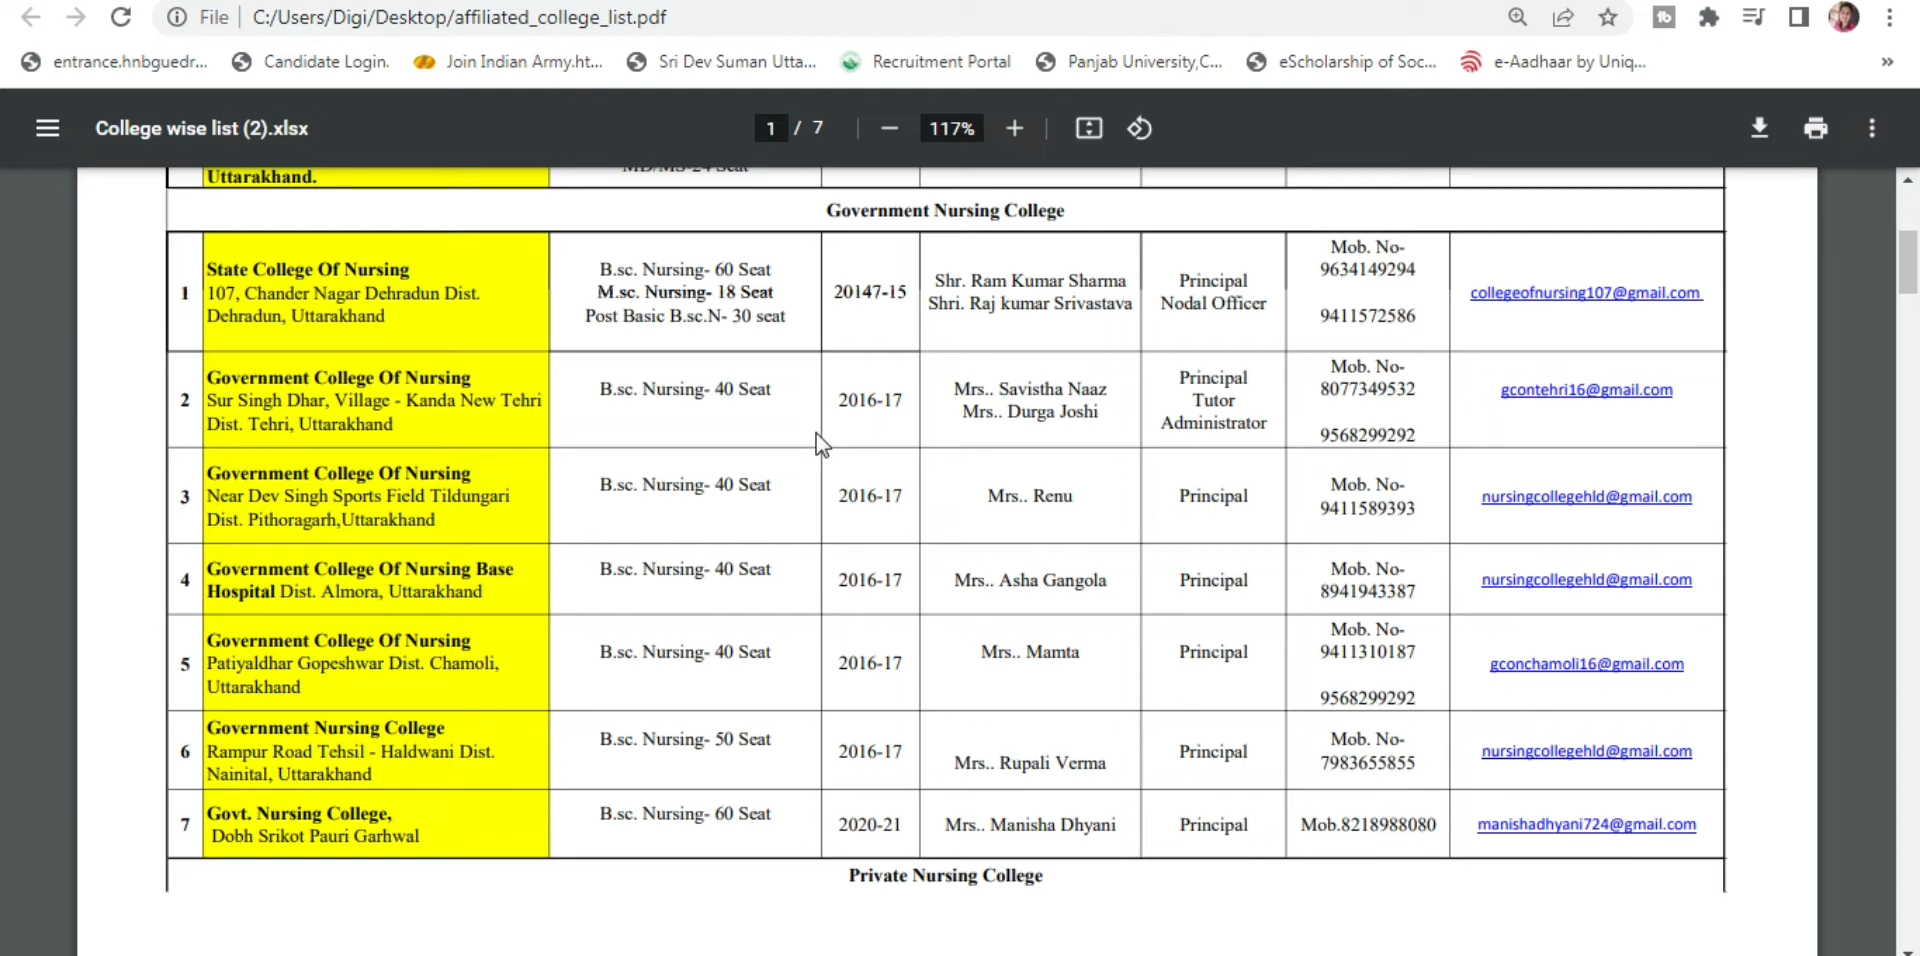 File | C:/Users/Digi/Desktop/affiliated_college_list.pdf
entrance.hnbguedr... Candidate Login. Join Indian Army.ht... Sri Dev Suman Utta... Recruitment Portal Panjab University,C... eScholarship of Soc... e-Aadhaar by Uniq... »
College wise list (2).xlsx 1 / 7 117%
Uttarakhand. MD/MS-24 Seat
Government Nursing College
1
State College Of Nursing
107, Chander Nagar Dehradun Dist.
Dehradun, Uttarakhand
B.sc. Nursing- 60 Seat
M.sc. Nursing- 18 Seat
Post Basic B.sc.N- 30 seat
20147-15
Shr. Ram Kumar Sharma
Shri. Raj kumar Srivastava
Principal
Nodal Officer
Mob. No-
9634149294
9411572586
collegeofnursing107@gmail.com
2
Government College Of Nursing
Sur Singh Dhar, Village - Kanda New Tehri
Dist. Tehri, Uttarakhand
B.sc. Nursing- 40 Seat
2016-17
Mrs.. Savistha Naaz
Mrs.. Durga Joshi
Principal
Tutor
Administrator
Mob. No-
8077349532
9568299292
gcontehri16@gmail.com
3
Government College Of Nursing
Near Dev Singh Sports Field Tildungari
Dist. Pithoragarh,Uttarakhand
B.sc. Nursing- 40 Seat
2016-17
Mrs.. Renu
Principal
Mob. No-
9411589393
nursingcollegehld@gmail.com
4
Government College Of Nursing Base
Hospital Dist. Almora, Uttarakhand
B.sc. Nursing- 40 Seat
2016-17
Mrs.. Asha Gangola
Principal
Mob. No-
8941943387
nursingcollegehld@gmail.com
5
Government College Of Nursing
Patiyaldhar Gopeshwar Dist. Chamoli,
Uttarakhand
B.sc. Nursing- 40 Seat
2016-17
Mrs.. Mamta
Principal
Mob. No-
9411310187
9568299292
gconchamoli16@gmail.com
6
Government Nursing College
Rampur Road Tehsil - Haldwani Dist.
Nainital, Uttarakhand
B.sc. Nursing- 50 Seat
2016-17
Mrs.. Rupali Verma
Principal
Mob. No-
7983655855
nursingcollegehld@gmail.com
7
Govt. Nursing College,
Dobh Srikot Pauri Garhwal
B.sc. Nursing- 60 Seat
2020-21
Mrs.. Manisha Dhyani
Principal
Mob.8218988080
manishadhyani724@gmail.com
Private Nursing College